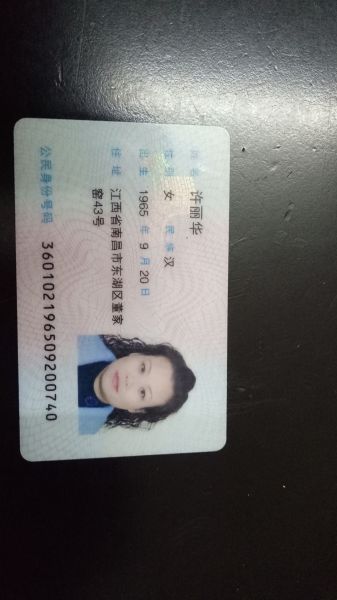 姓名 许丽华
性别 女 民族 汉
出生 1965 年 9 月 20 日
住址 江西省南昌市东湖区董家
窑43号
公民身份号码 360102196509200740